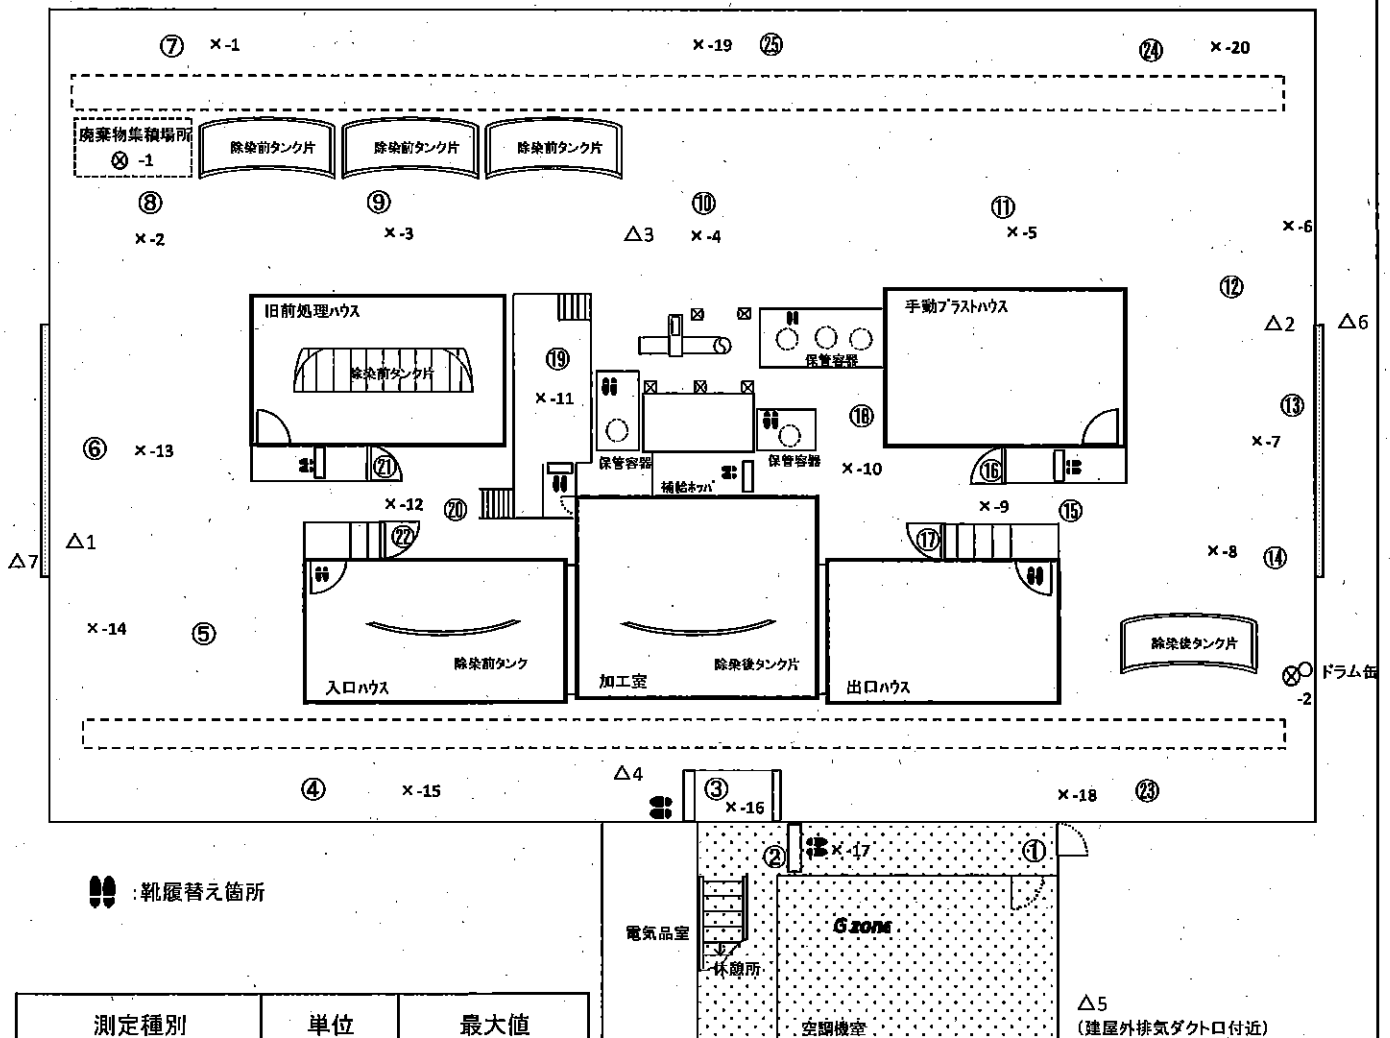 ⑦ ×-1 ×-19 ㉕ ㉔ ×-20
廃棄物集積場所
⊗ -1
除染前タンク片 除染前タンク片 除染前タンク片
⑧ ⑨ ⑩ ⑪
×-2 ×-3 △3 ×-4 ×-5 ×-6
⑫
旧前処理ハウス
手動ブラストハウス
△2 △6
⑲
保管容器
除染前タンク片
×-11
⑱
⑬
⑥ ×-13
×-7
保管容器 保管容器
㉑
×-10
⑯
補給ホッパ
×-12 ⑳
×-9 ⑮
△1
㉒
⑰
×-8 ⑭
△7
×-14 ⑤
除染後タンク片
除染前タンク
除染後タンク片
ドラム缶
入口ハウス
加工室
出口ハウス
⊗ -2
④ ×-15 △4 ③ ×-16 ×-18 ㉓
② ×-17 ①
:靴履替え箇所
電気品室
G ZONE
休憩所
測定種別 単位 最大値
空調機室
△5
(建屋外排気ダクト口付近)